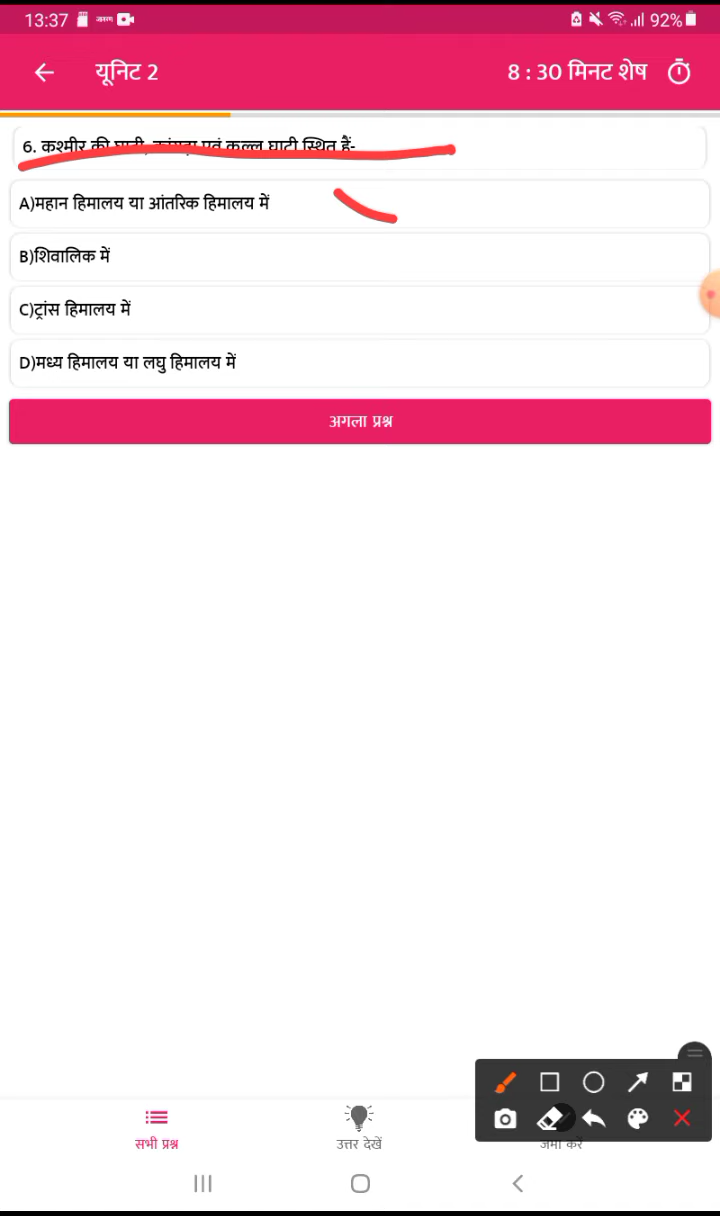 13:37 92%
यूनिट 2 8 : 30 मिनट शेष
6. कश्मीर की घाटी, कांगड़ा एवं कुल्लू घाटी स्थित हैं-
A)महान हिमालय या आंतरिक हिमालय में
B)शिवालिक में
C)ट्रांस हिमालय में
D)मध्य हिमालय या लघु हिमालय में
अगला प्रश्न
सभी प्रश्न उत्तर देखें जमा करें